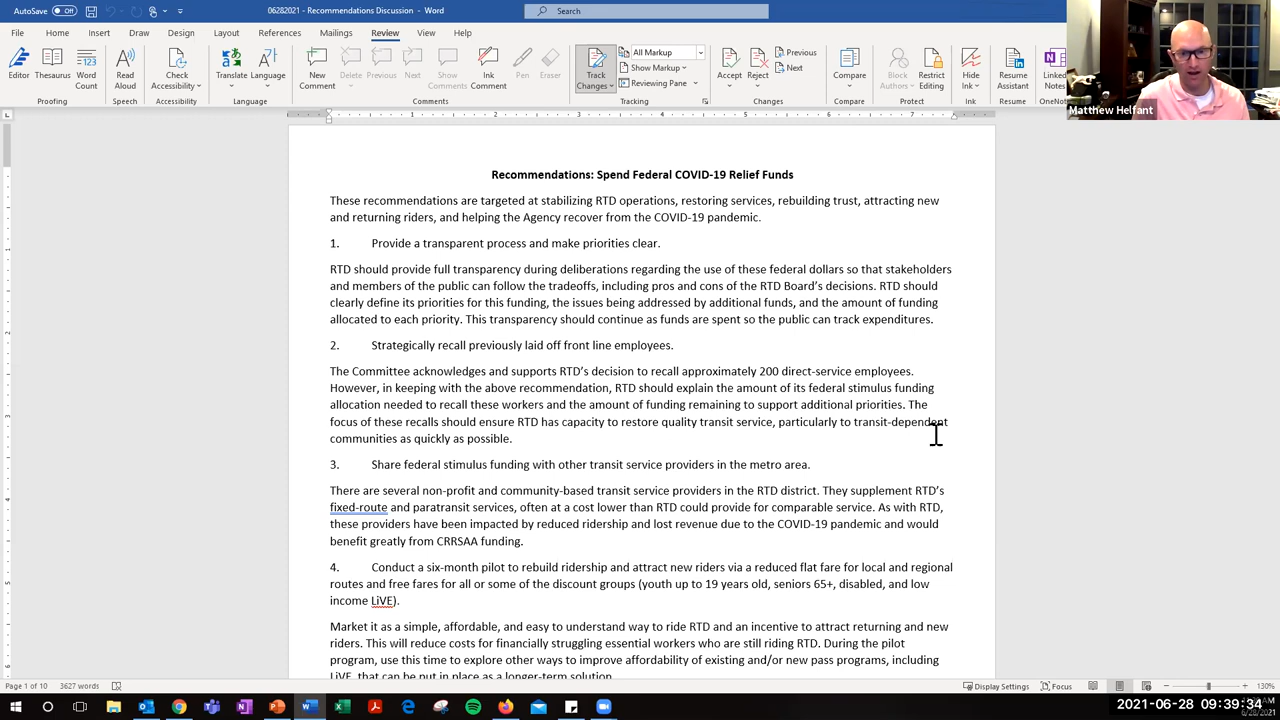 AutoSave Off 06282021 - Recommendations Discussion - Word Search
File Home Insert Draw Design Layout References Mailings Review View Help
Editor Thesaurus Word Count Read Aloud Check Accessibility Translate Language New Comment Delete Previous Next Show Comments Ink Comment Pen Eraser Track Changes All Markup Show Markup Reviewing Pane Accept Reject Previous Next Compare Block Authors Restrict Editing Hide Ink Resume Assistant Linked Notes
Proofing Speech Accessibility Language Comments Tracking Changes Compare Protect Ink Resume OneNote
Matthew Helfant
Recommendations: Spend Federal COVID-19 Relief Funds
These recommendations are targeted at stabilizing RTD operations, restoring services, rebuilding trust, attracting new
and returning riders, and helping the Agency recover from the COVID-19 pandemic.
1. Provide a transparent process and make priorities clear.
RTD should provide full transparency during deliberations regarding the use of these federal dollars so that stakeholders
and members of the public can follow the tradeoffs, including pros and cons of the RTD Board's decisions. RTD should
clearly define its priorities for this funding, the issues being addressed by additional funds, and the amount of funding
allocated to each priority. This transparency should continue as funds are spent so the public can track expenditures.
2. Strategically recall previously laid off front line employees.
The Committee acknowledges and supports RTD's decision to recall approximately 200 direct-service employees.
However, in keeping with the above recommendation, RTD should explain the amount of its federal stimulus funding
allocation needed to recall these workers and the amount of funding remaining to support additional priorities. The
focus of these recalls should ensure RTD has capacity to restore quality transit service, particularly to transit-dependent
communities as quickly as possible.
3. Share federal stimulus funding with other transit service providers in the metro area.
There are several non-profit and community-based transit service providers in the RTD district. They supplement RTD's
fixed-route and paratransit services, often at a cost lower than RTD could provide for comparable service. As with RTD,
these providers have been impacted by reduced ridership and lost revenue due to the COVID-19 pandemic and would
benefit greatly from CRRSAA funding.
4. Conduct a six-month pilot to rebuild ridership and attract new riders via a reduced flat fare for local and regional
routes and free fares for all or some of the discount groups (youth up to 19 years old, seniors 65+, disabled, and low
income LiVE).
Market it as a simple, affordable, and easy to understand way to ride RTD and an incentive to attract returning and new
riders. This will reduce costs for financially struggling essential workers who are still riding RTD. During the pilot
program, use this time to explore other ways to improve affordability of existing and/or new pass programs, including
LiVE, that can be put in place as a longer-term solution.
Page 1 of 10 3627 words Display Settings Focus 130%
2021-06-28 09:39:34